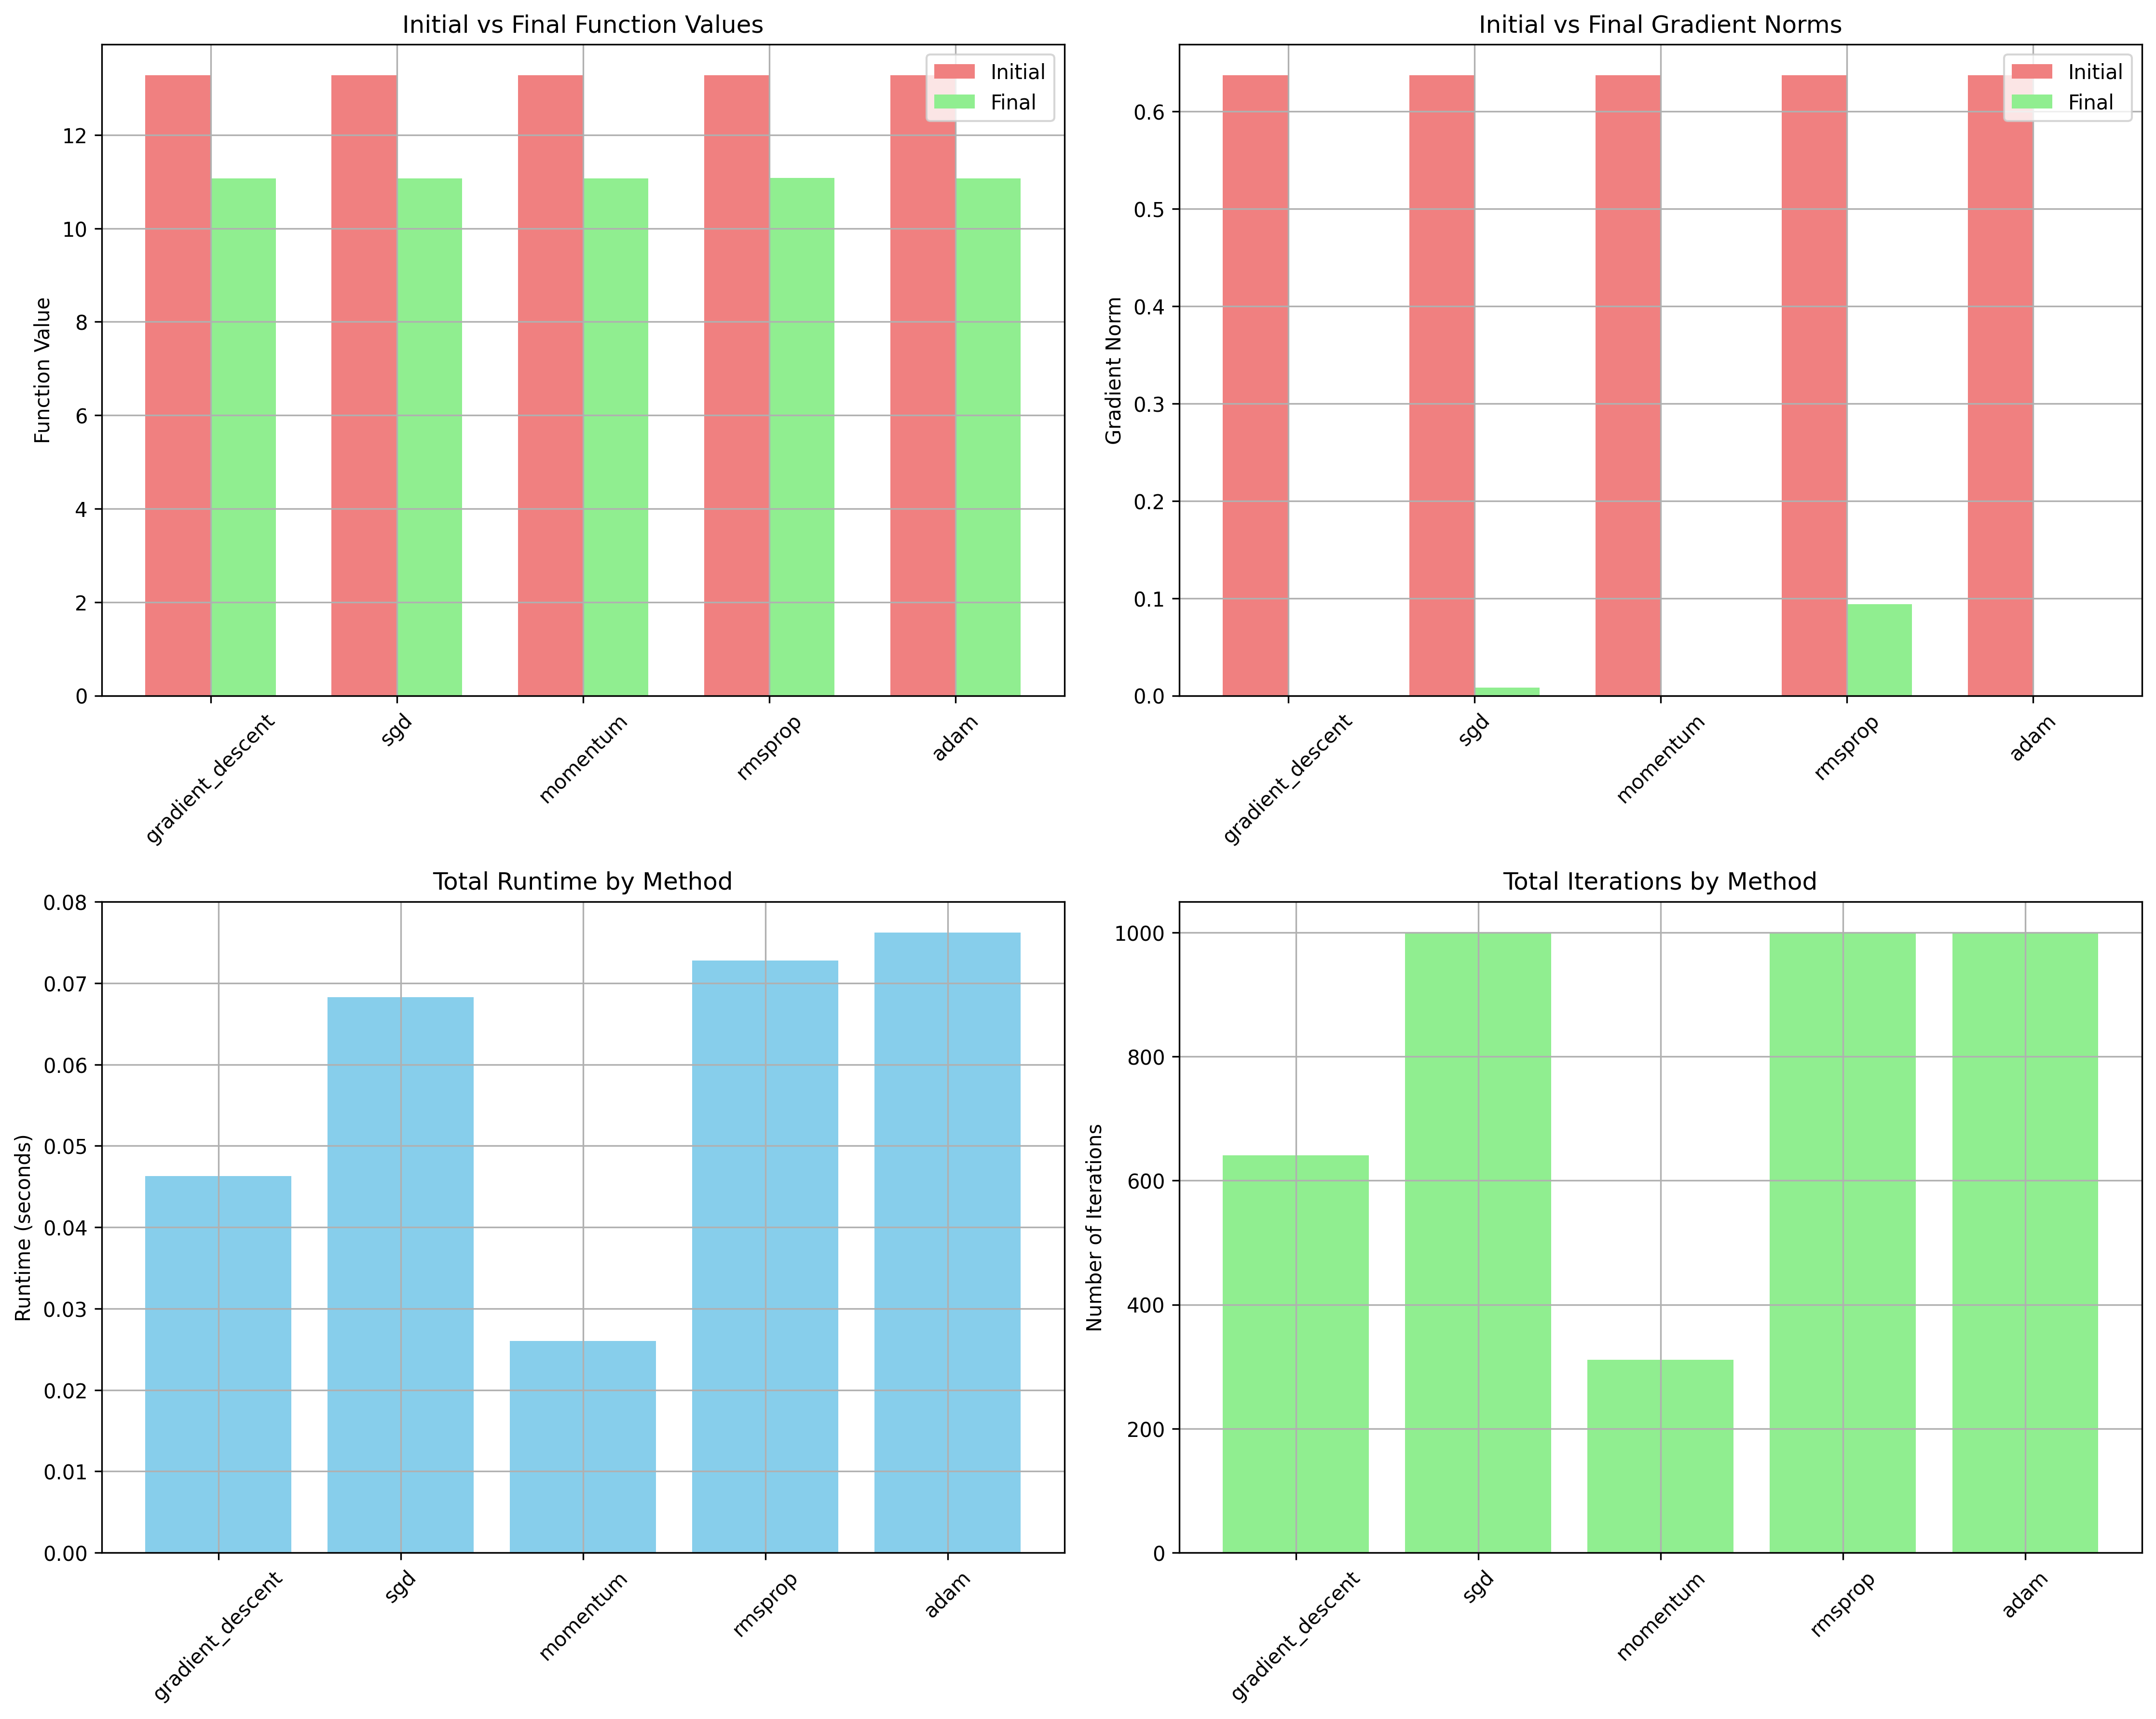 Initial vs Final Function Values
Function Value
12
10
8
6
4
2
0
Initial
Final
gradient_descent
sgd
momentum
rmsprop
adam
Initial vs Final Gradient Norms
Gradient Norm
0.6
0.5
0.4
0.3
0.2
0.1
0.0
Initial
Final
gradient_descent
sgd
momentum
rmsprop
adam
Total Runtime by Method
Runtime (seconds)
0.08
0.07
0.06
0.05
0.04
0.03
0.02
0.01
0.00
gradient_descent
sgd
momentum
rmsprop
adam
Total Iterations by Method
Number of Iterations
1000
800
600
400
200
0
gradient_descent
sgd
momentum
rmsprop
adam